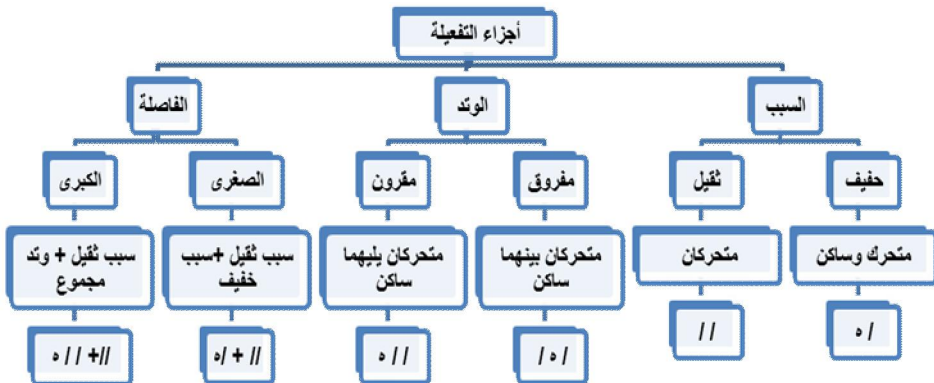 أجزاء التفعيلة
السبب
الوتد
الفاصلة
حفيف
ثقيل
مفروق
مقرون
الصغرى
الكبرى
متحرك وساكن
متحركان
متحركان بينهما
ساكن
متحركان يليهما
ساكن
سبب ثقيل +سبب
خفيف
سبب ثقيل + وتد
مجموع
/ ه
/ /
/ ه /
/ / ه
// + /ه
//+ / / ه